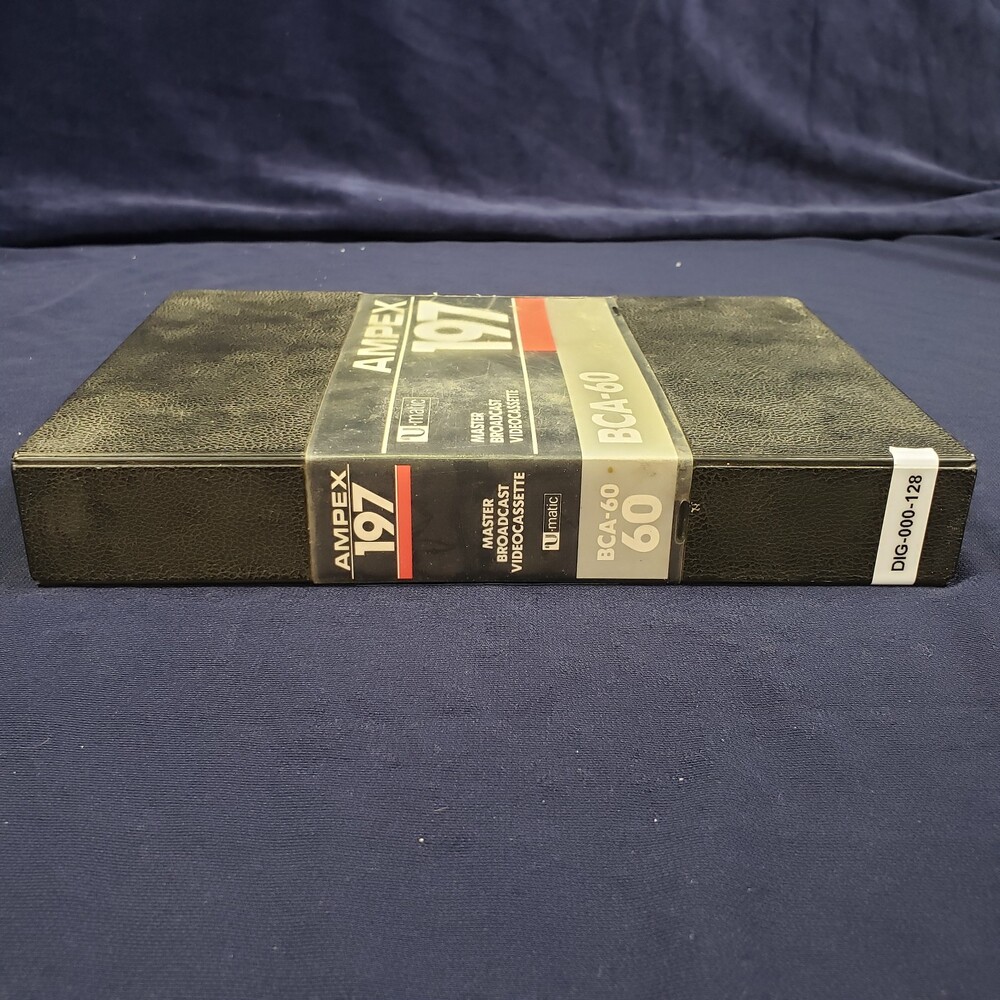 AMPEX
197
U-matic
MASTER
BROADCAST
VIDEOCASSETTE
BCA-60
AMPEX
197
MASTER
BROADCAST
VIDEOCASSETTE
U-matic
BCA-60
60
DIG-000-128